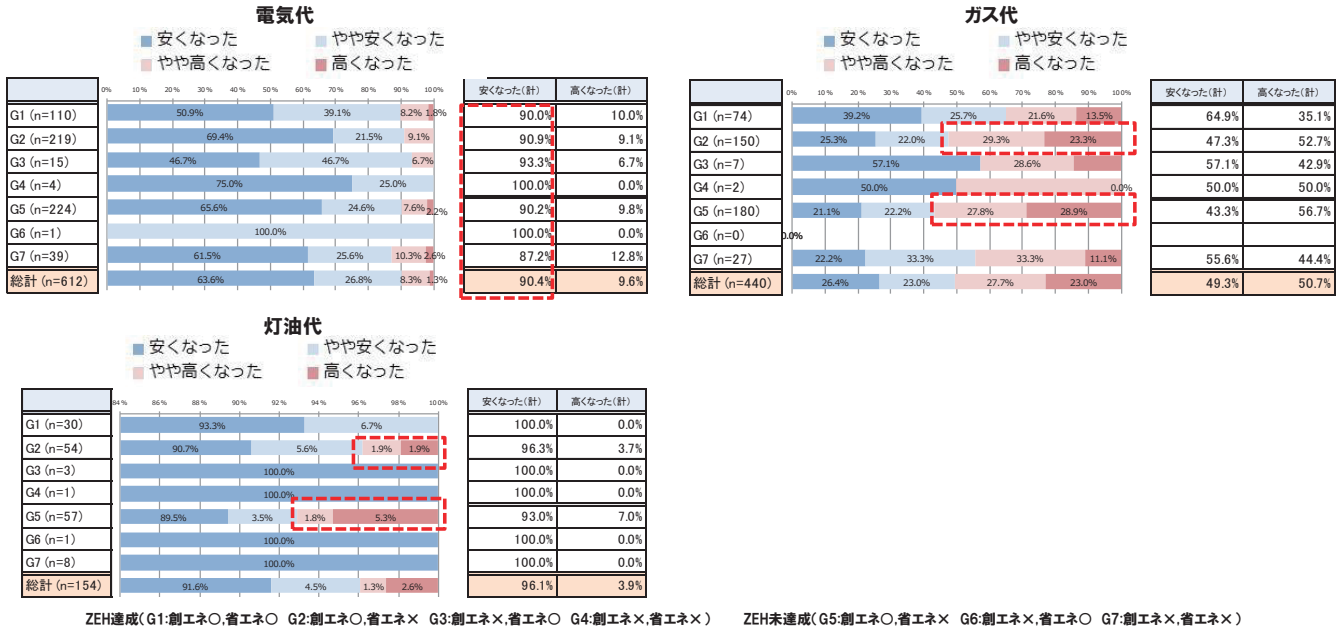 電気代
安くなった やや安くなった
やや高くなった 高くなった
0% 10% 20% 30% 40% 50% 60% 70% 80% 90% 100% 安くなった(計) 高くなった(計)
G1 (n=110) 50.9% 39.1% 8.2% 1.8% 90.0% 10.0%
G2 (n=219) 69.4% 21.5% 9.1% 90.9% 9.1%
G3 (n=15) 46.7% 46.7% 6.7% 93.3% 6.7%
G4 (n=4) 75.0% 25.0% 100.0% 0.0%
G5 (n=224) 65.6% 24.6% 7.6% 2.2% 90.2% 9.8%
G6 (n=1) 100.0% 100.0% 0.0%
G7 (n=39) 61.5% 25.6% 10.3% 2.6% 87.2% 12.8%
総計 (n=612) 63.6% 26.8% 8.3% 1.3% 90.4% 9.6%
ガス代
安くなった やや安くなった
やや高くなった 高くなった
0% 10% 20% 30% 40% 50% 60% 70% 80% 90% 100% 安くなった(計) 高くなった(計)
G1 (n=74) 39.2% 25.7% 21.6% 13.5% 64.9% 35.1%
G2 (n=150) 25.3% 22.0% 29.3% 23.3% 47.3% 52.7%
G3 (n=7) 57.1% 28.6% 57.1% 42.9%
G4 (n=2) 50.0% 0.0% 50.0% 50.0%
G5 (n=180) 21.1% 22.2% 27.8% 28.9% 43.3% 56.7%
G6 (n=0) 0.0%
G7 (n=27) 22.2% 33.3% 33.3% 11.1% 55.6% 44.4%
総計 (n=440) 26.4% 23.0% 27.7% 23.0% 49.3% 50.7%
灯油代
安くなった やや安くなった
やや高くなった 高くなった
84% 86% 88% 90% 92% 94% 96% 98% 100% 安くなった(計) 高くなった(計)
G1 (n=30) 93.3% 6.7% 100.0% 0.0%
G2 (n=54) 90.7% 5.6% 1.9% 1.9% 96.3% 3.7%
G3 (n=3) 100.0% 100.0% 0.0%
G4 (n=1) 100.0% 100.0% 0.0%
G5 (n=57) 89.5% 3.5% 1.8% 5.3% 93.0% 7.0%
G6 (n=1) 100.0% 100.0% 0.0%
G7 (n=8) 100.0% 100.0% 0.0%
総計 (n=154) 91.6% 4.5% 1.3% 2.6% 96.1% 3.9%
ZEH達成(G1:創エネ○,省エネ○ G2:創エネ○,省エネ× G3:創エネ×,省エネ○ G4:創エネ×,省エネ×) ZEH未達成(G5:創エネ○,省エネ× G6:創エネ×,省エネ○ G7:創エネ×,省エネ×)